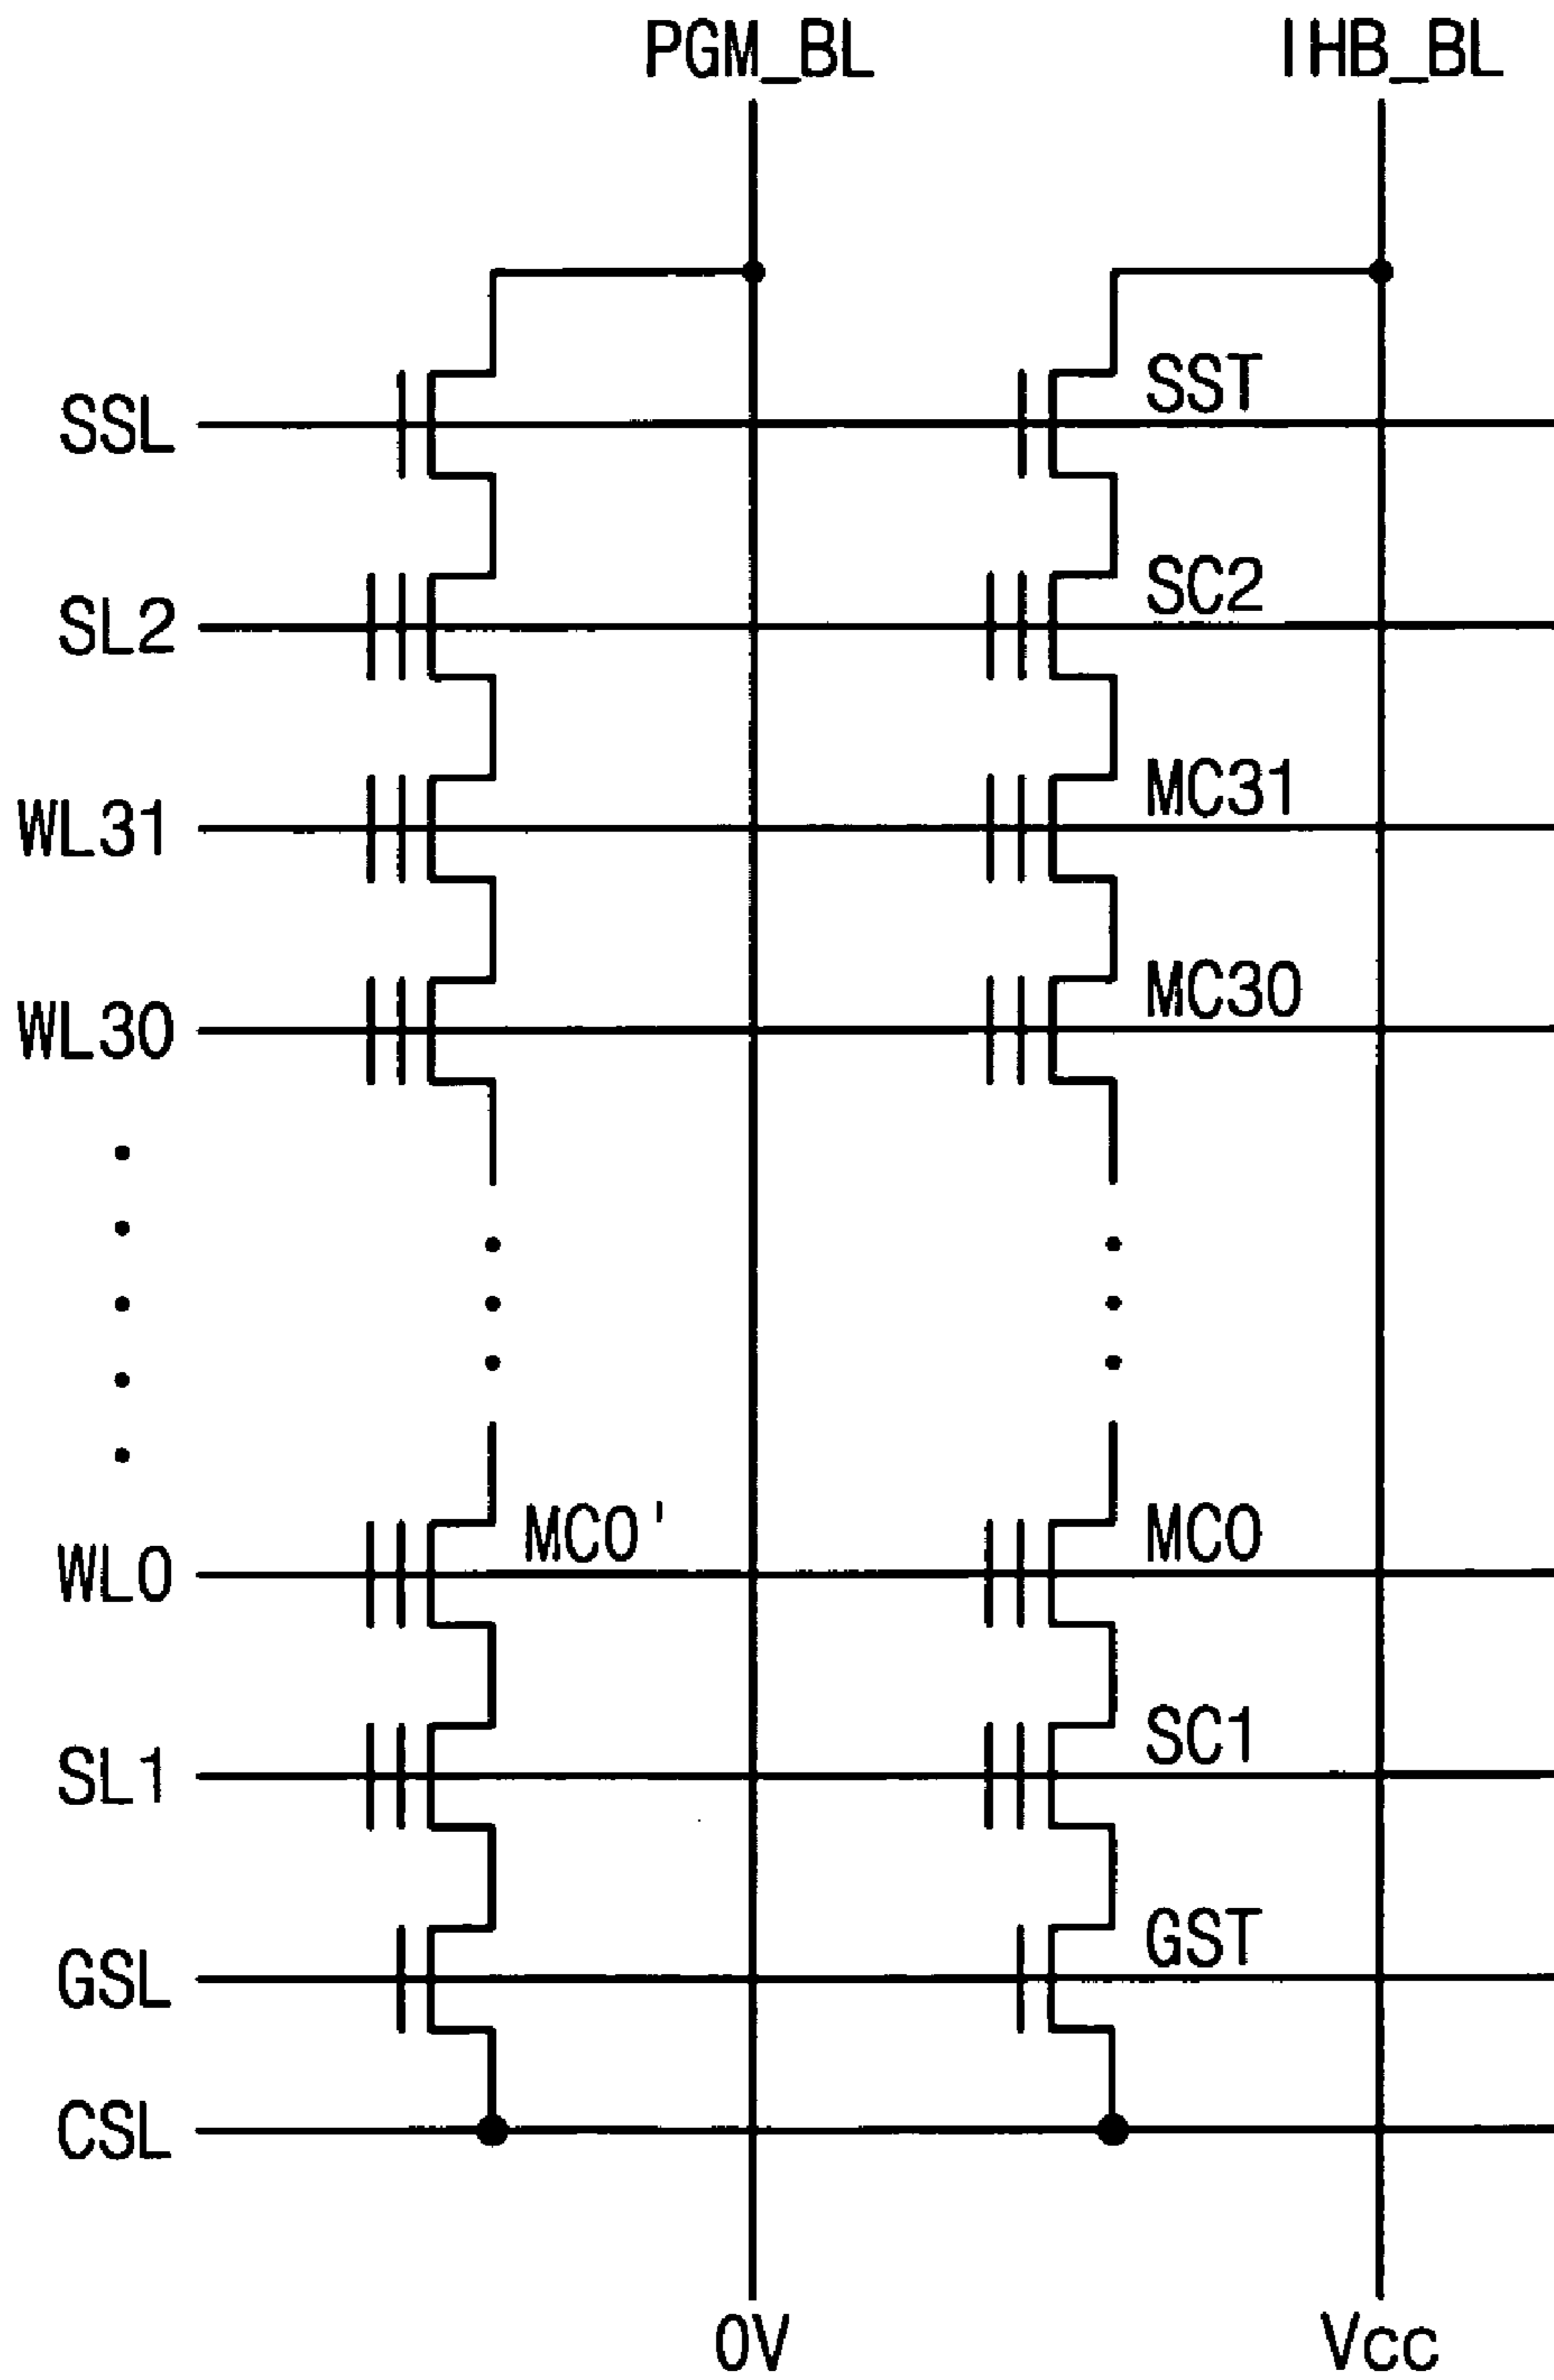 PGM_BL
IHB_BL
SSL
SST
SL2
SC2
WL31
MC31
WL30
MC30
WL0
MC0'
MC0
SL1
SC1
GSL
GST
CSL
0V
Vcc